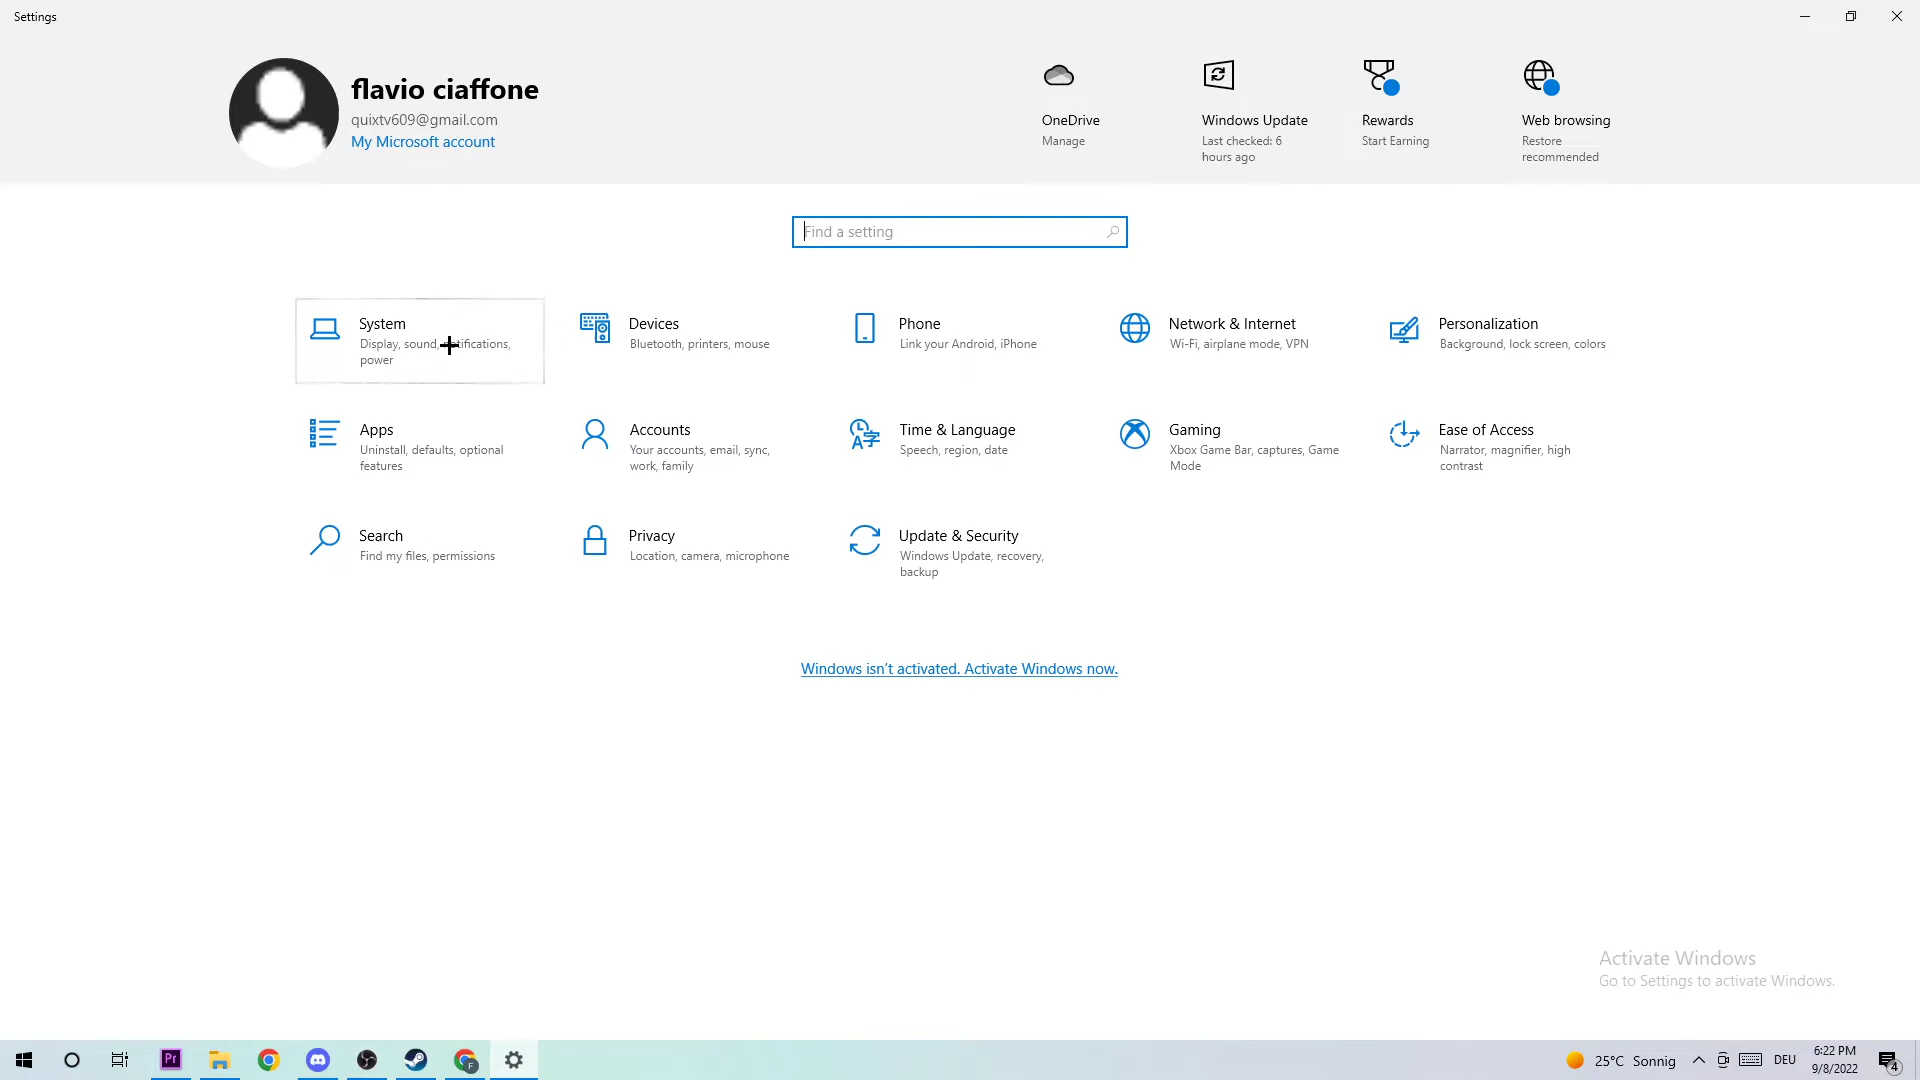 Settings
flavio ciaffone
quixtv609@gmail.com
My Microsoft account
OneDrive
Manage
Windows Update
Last checked: 6
hours ago
Rewards
Start Earning
Web browsing
Restore
recommended
Find a setting
System
Display, sound, notifications,
power
Devices
Bluetooth, printers, mouse
Phone
Link your Android, iPhone
Network & Internet
Wi-Fi, airplane mode, VPN
Personalization
Background, lock screen, colors
Apps
Uninstall, defaults, optional
features
Accounts
Your accounts, email, sync,
work, family
Time & Language
Speech, region, date
Gaming
Xbox Game Bar, captures, Game
Mode
Ease of Access
Narrator, magnifier, high
contrast
Search
Find my files, permissions
Privacy
Location, camera, microphone
Update & Security
Windows Update, recovery,
backup
Windows isn't activated. Activate Windows now.
Activate Windows
Go to Settings to activate Windows.
Pr
F
25°C Sonnig
DEU
6:22 PM
9/8/2022
4